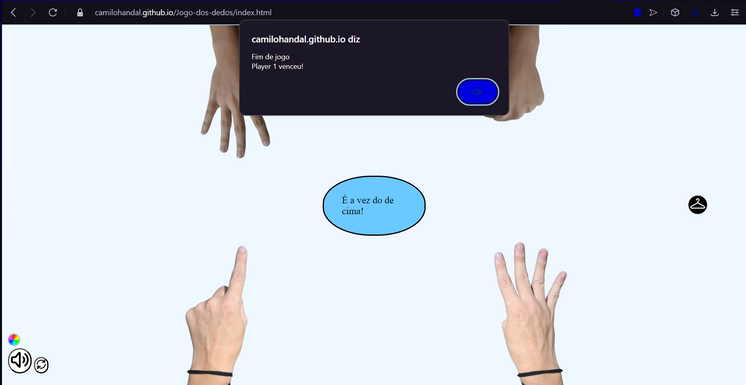 camilohandal.github.io/Jogo-dos-dedos/index.html
camilohandal.github.io diz
Fim de jogo
Player 1 venceu!
OK
É a vez do de
cima!